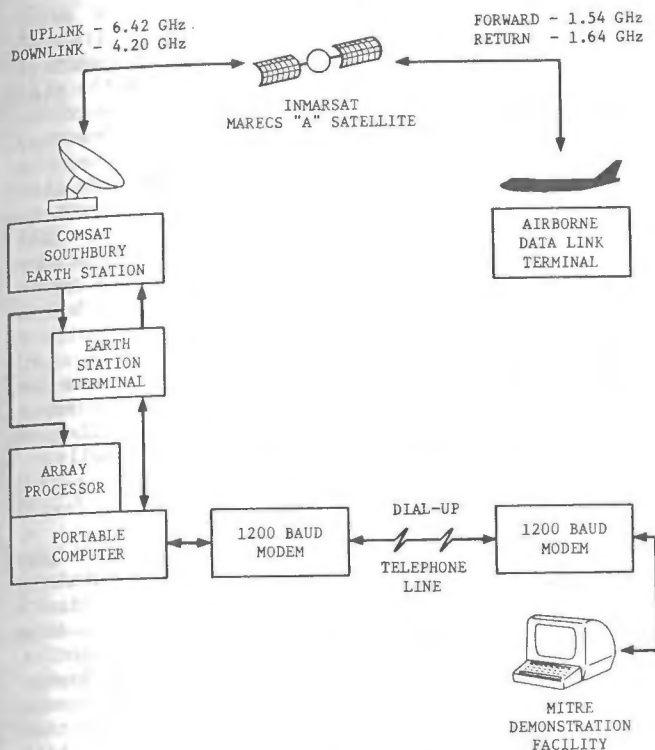 UPLINK - 6.42 GHz
DOWNLINK - 4.20 GHz
FORWARD - 1.54 GHz
RETURN - 1.64 GHz
INMARSAT
MARECS "A" SATELLITE
COMSAT
SOUTHBURY
EARTH STATION
AIRBORNE
DATA LINK
TERMINAL
EARTH
STATION
TERMINAL
ARRAY
PROCESSOR
PORTABLE
COMPUTER
1200 BAUD
MODEM
DIAL-UP
TELEPHONE
LINE
1200 BAUD
MODEM
MITRE
DEMONSTRATION
FACILITY